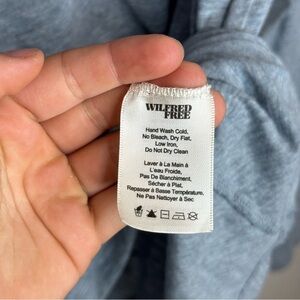 WILFRED
FREE
Hand Wash Cold,
No Bleach, Dry Flat,
Low Iron,
Do Not Dry Clean
Laver à La Main à
L'eau Froide,
Pas De Blanchiment,
Sécher à Plat,
Repasser à Basse Température,
Ne Pas Nettoyer à Sec